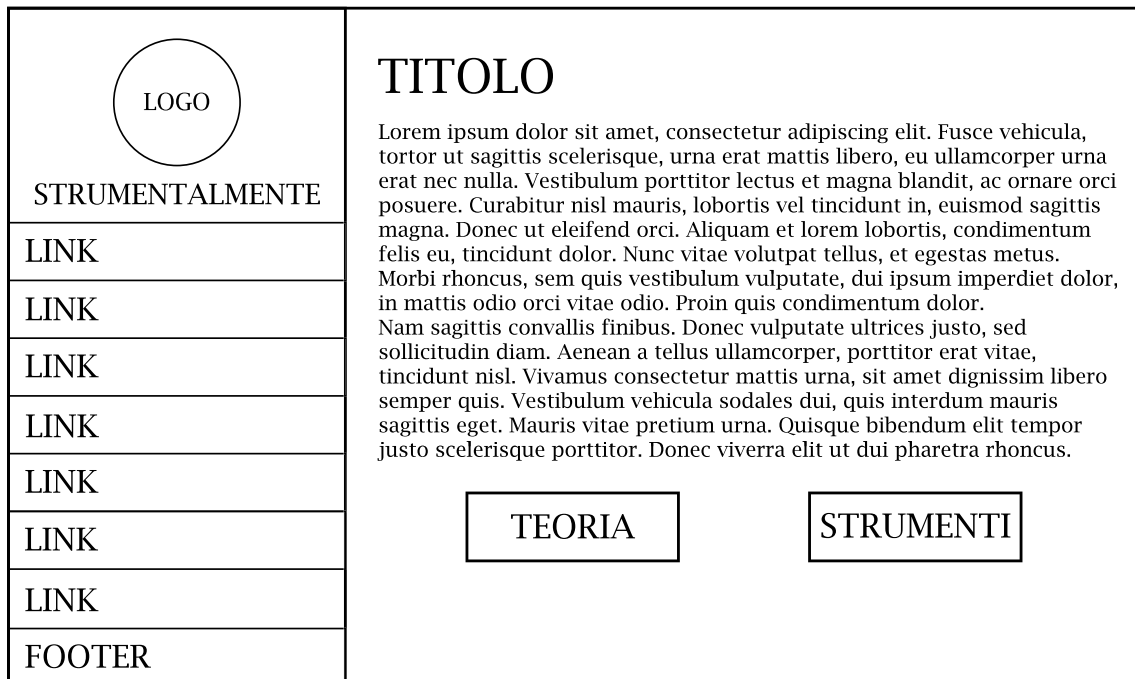 LOGO
STRUMENTALMENTE
LINK
LINK
LINK
LINK
LINK
LINK
LINK
FOOTER
TITOLO
Lorem ipsum dolor sit amet, consectetur adipiscing elit. Fusce vehicula,
tortor ut sagittis scelerisque, urna erat mattis libero, eu ullamcorper urna
erat nec nulla. Vestibulum porttitor lectus et magna blandit, ac ornare orci
posuere. Curabitur nisl mauris, lobortis vel tincidunt in, euismod sagittis
magna. Donec ut eleifend orci. Aliquam et lorem lobortis, condimentum
felis eu, tincidunt dolor. Nunc vitae volutpat tellus, et egestas metus.
Morbi rhoncus, sem quis vestibulum vulputate, dui ipsum imperdiet dolor,
in mattis odio orci vitae odio. Proin quis condimentum dolor.
Nam sagittis convallis finibus. Donec vulputate ultrices justo, sed
sollicitudin diam. Aenean a tellus ullamcorper, porttitor erat vitae,
tincidunt nisl. Vivamus consectetur mattis urna, sit amet dignissim libero
semper quis. Vestibulum vehicula sodales dui, quis interdum mauris
sagittis eget. Mauris vitae pretium urna. Quisque bibendum elit tempor
justo scelerisque porttitor. Donec viverra elit ut dui pharetra rhoncus.
TEORIA
STRUMENTI